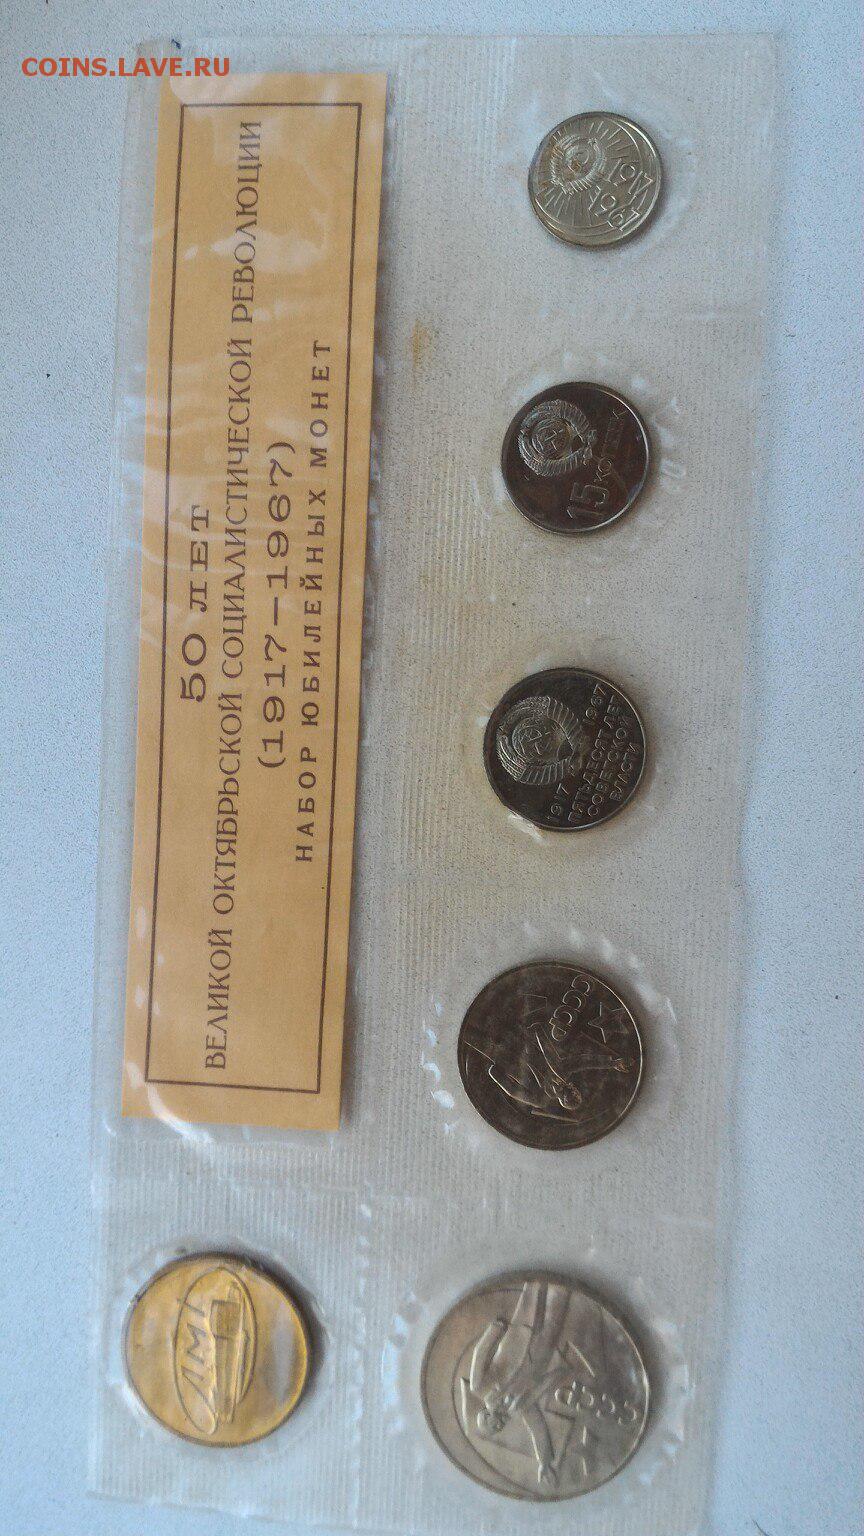 COINS.LAVE.RU
50 ЛЕТ
ВЕЛИКОЙ ОКТЯБРЬСКОЙ СОЦИАЛИСТИЧЕСКОЙ РЕВОЛЮЦИИ
(1917—1967)
НАБОР ЮБИЛЕЙНЫХ МОНЕТ
1917
1967
15 КОПЕЕК
1917 1967
ПЯТЬДЕСЯТ ЛЕТ
СОВЕТСКОЙ
ВЛАСТИ
СССР
ЛМД
СССР